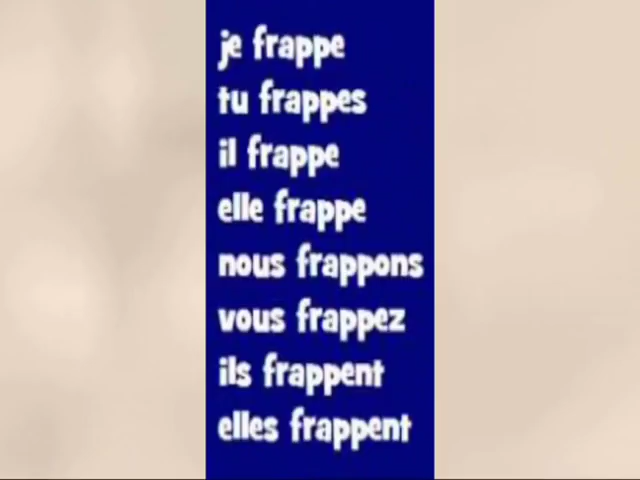 je frappe
tu frappes
il frappe
elle frappe
nous frappons
vous frappez
ils frappent
elles frappent